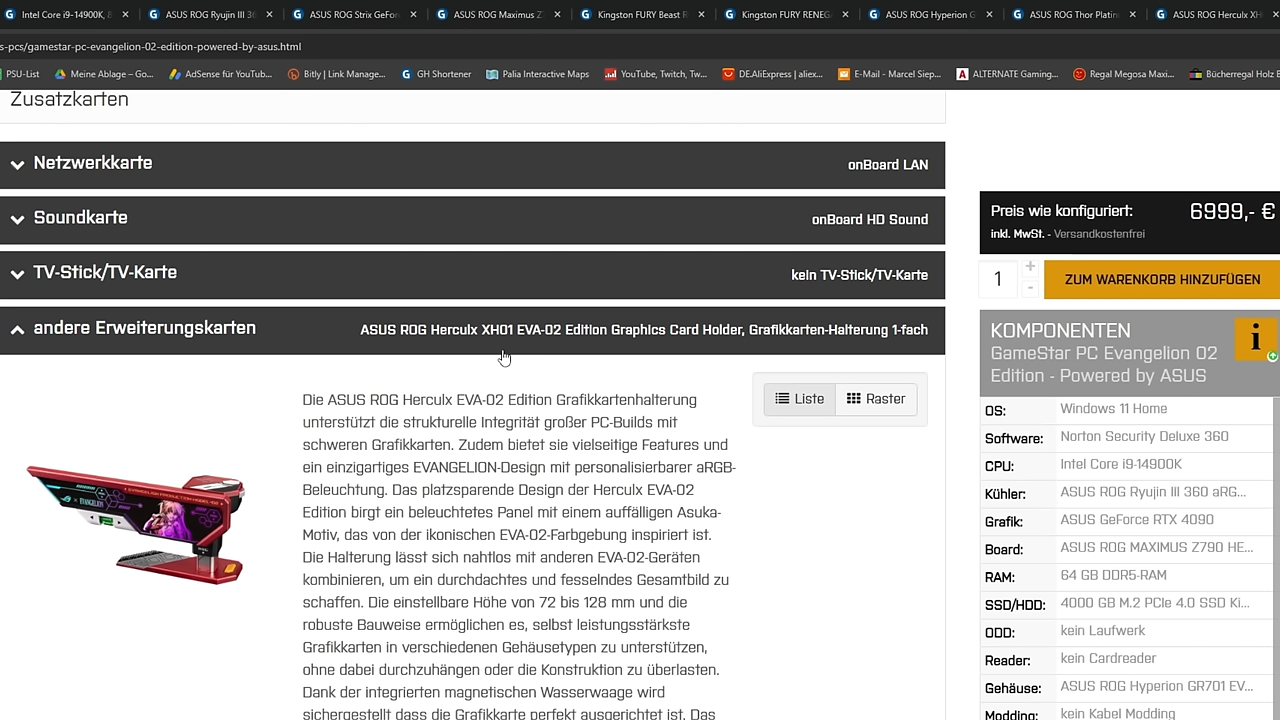 Intel Core i9-14900K, 8
ASUS ROG Ryujin III 36
ASUS ROG Strix GeFor
ASUS ROG Maximus Z
Kingston FURY Beast R
Kingston FURY RENEG
ASUS ROG Hyperion G
ASUS ROG Thor Platin
ASUS ROG Herculx XH
s-pcs/gamestar-pc-evangelion-02-edition-powered-by-asus.html
PSU-List
Meine Ablage – Go...
AdSense für YouTub...
Bitly | Link Manage...
GH Shortener
Palia Interactive Maps
YouTube, Twitch, Tw...
DE.AliExpress | aliex...
E-Mail - Marcel Siep...
ALTERNATE Gaming...
Regal Megosa Maxi...
Bücherregal Holz B
Zusatzkarten
Netzwerkkarte
onBoard LAN
Soundkarte
onBoard HD Sound
TV-Stick/TV-Karte
kein TV-Stick/TV-Karte
andere Erweiterungskarten
ASUS ROG Herculx XH01 EVA-02 Edition Graphics Card Holder, Grafikkarten-Halterung 1-fach
Liste
Raster
Die ASUS ROG Herculx EVA-02 Edition Grafikkartenhalterung
unterstützt die strukturelle Integrität großer PC-Builds mit
schweren Grafikkarten. Zudem bietet sie vielseitige Features und
ein einzigartiges EVANGELION-Design mit personalisierbarer aRGB-
Beleuchtung. Das platzsparende Design der Herculx EVA-02
Edition birgt ein beleuchtetes Panel mit einem auffälligen Asuka-
Motiv, das von der ikonischen EVA-02-Farbgebung inspiriert ist.
Die Halterung lässt sich nahtlos mit anderen EVA-02-Geräten
kombinieren, um ein durchdachtes und fesselndes Gesamtbild zu
schaffen. Die einstellbare Höhe von 72 bis 128 mm und die
robuste Bauweise ermöglichen es, selbst leistungsstärkste
Grafikkarten in verschiedenen Gehäusetypen zu unterstützen,
ohne dabei durchzuhängen oder die Konstruktion zu überlasten.
Dank der integrierten magnetischen Wasserwaage wird
sichergestellt dass die Grafikkarte perfekt ausgerichtet ist. Das
EVANGELION
Preis wie konfiguriert:
6999,- €
inkl. MwSt. - Versandkostenfrei
1
+
-
ZUM WARENKORB HINZUFÜGEN
KOMPONENTEN
GameStar PC Evangelion 02
Edition - Powered by ASUS
i
OS: Windows 11 Home
Software: Norton Security Deluxe 360
CPU: Intel Core i9-14900K
Kühler: ASUS ROG Ryujin III 360 aRG...
Grafik: ASUS GeForce RTX 4090
Board: ASUS ROG MAXIMUS Z790 HE...
RAM: 64 GB DDR5-RAM
SSD/HDD: 4000 GB M.2 PCIe 4.0 SSD Ki...
ODD: kein Laufwerk
Reader: kein Cardreader
Gehäuse: ASUS ROG Hyperion GR701 EV...
Modding: kein Kabel Modding